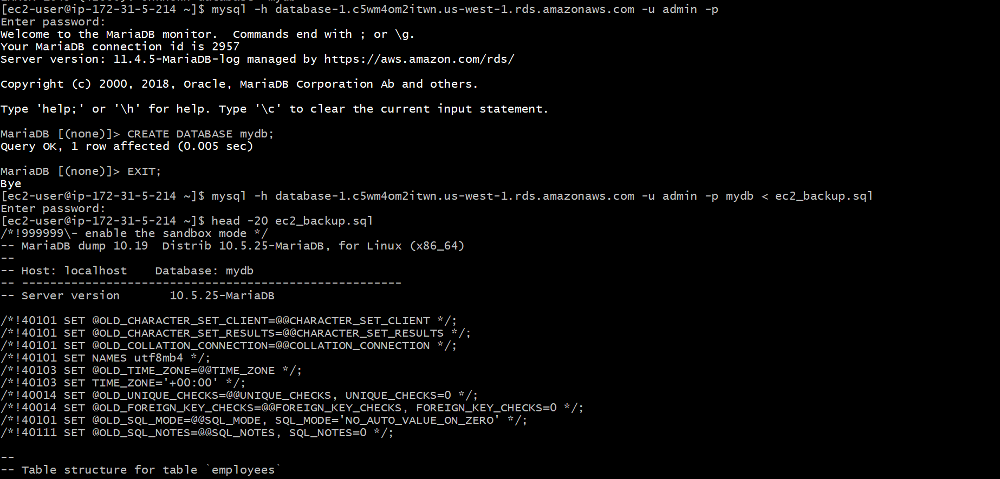 [ec2-user@ip-172-31-5-214 ~]$ mysql -h database-1.c5wm4om2itwn.us-west-1.rds.amazonaws.com -u admin -p
Enter password:
Welcome to the MariaDB monitor.  Commands end with ; or \g.
Your MariaDB connection id is 2957
Server version: 11.4.5-MariaDB-log managed by https://aws.amazon.com/rds/

Copyright (c) 2000, 2018, Oracle, MariaDB Corporation Ab and others.

Type 'help;' or '\h' for help. Type '\c' to clear the current input statement.

MariaDB [(none)]> CREATE DATABASE mydb;
Query OK, 1 row affected (0.005 sec)

MariaDB [(none)]> EXIT;
Bye
[ec2-user@ip-172-31-5-214 ~]$ mysql -h database-1.c5wm4om2itwn.us-west-1.rds.amazonaws.com -u admin -p mydb < ec2_backup.sql
Enter password:
[ec2-user@ip-172-31-5-214 ~]$ head -20 ec2_backup.sql
/*!999999\- enable the sandbox mode */
-- MariaDB dump 10.19  Distrib 10.5.25-MariaDB, for Linux (x86_64)
--
-- Host: localhost    Database: mydb
-- ------------------------------------------------------
-- Server version	10.5.25-MariaDB

/*!40101 SET @OLD_CHARACTER_SET_CLIENT=@@CHARACTER_SET_CLIENT */;
/*!40101 SET @OLD_CHARACTER_SET_RESULTS=@@CHARACTER_SET_RESULTS */;
/*!40101 SET @OLD_COLLATION_CONNECTION=@@COLLATION_CONNECTION */;
/*!40101 SET NAMES utf8mb4 */;
/*!40103 SET @OLD_TIME_ZONE=@@TIME_ZONE */;
/*!40103 SET TIME_ZONE='+00:00' */;
/*!40014 SET @OLD_UNIQUE_CHECKS=@@UNIQUE_CHECKS, UNIQUE_CHECKS=0 */;
/*!40014 SET @OLD_FOREIGN_KEY_CHECKS=@@FOREIGN_KEY_CHECKS, FOREIGN_KEY_CHECKS=0 */;
/*!40101 SET @OLD_SQL_MODE=@@SQL_MODE, SQL_MODE='NO_AUTO_VALUE_ON_ZERO' */;
/*!40111 SET @OLD_SQL_NOTES=@@SQL_NOTES, SQL_NOTES=0 */;

--
-- Table structure for table `employees`